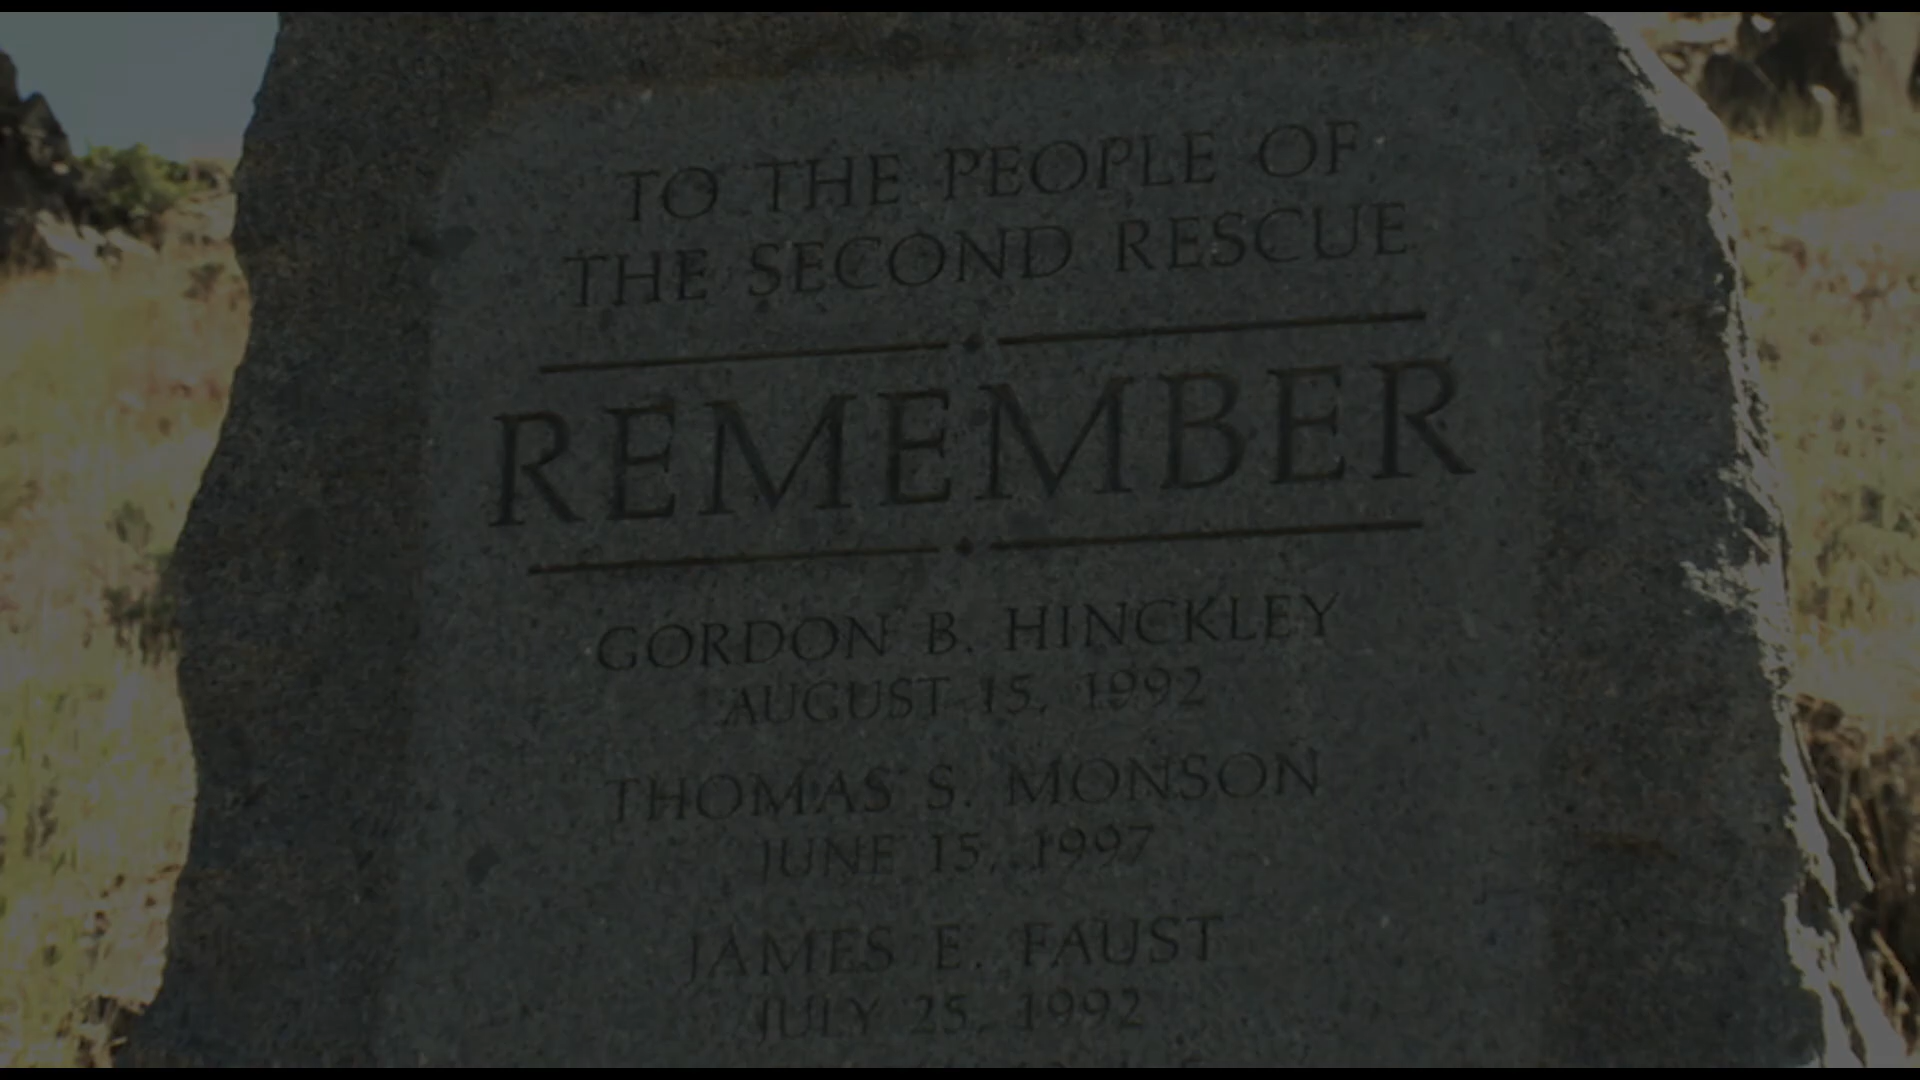 TO THE PEOPLE OF
THE SECOND RESCUE
REMEMBER
GORDON B. HINCKLEY
AUGUST 15, 1992
THOMAS S. MONSON
JUNE 15, 1997
JAMES E. FAUST
JULY 25, 1992